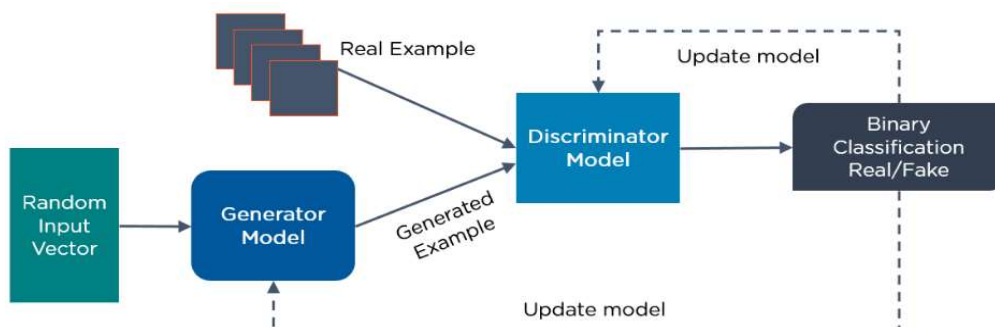 Real Example
Update model
Discriminator
Model
Binary
Classification
Real/Fake
Random
Input
Vector
Generator
Model
Generated
Example
Update model